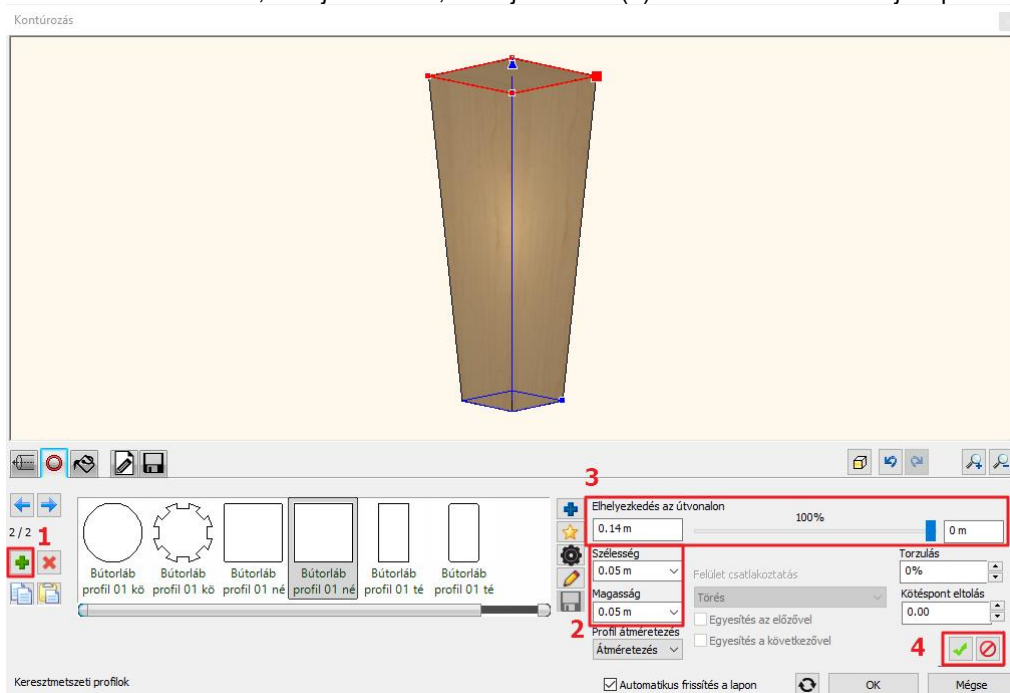 Kontúrozás
3
Elhelyezkedés az útvonalon
0.14 m
100%
0 m
2 / 2
1
Szélesség
0.05 m
Felület csatlakoztatás
Torzulás
0%
Magasság
0.05 m
Törés
Kötéspont eltolás
0.00
Egyesítés az előzővel
Egyesítés a következővel
2
Profil átméretezés
Átméretezés
4
Bútorláb
profil 01 kö
Bútorláb
profil 01 kö
Bútorláb
profil 01 né
Bútorláb
profil 01 né
Bútorláb
profil 01 té
Bútorláb
profil 01 té
Keresztmetszeti profilok
Automatikus frissítés a lapon
OK
Mégse